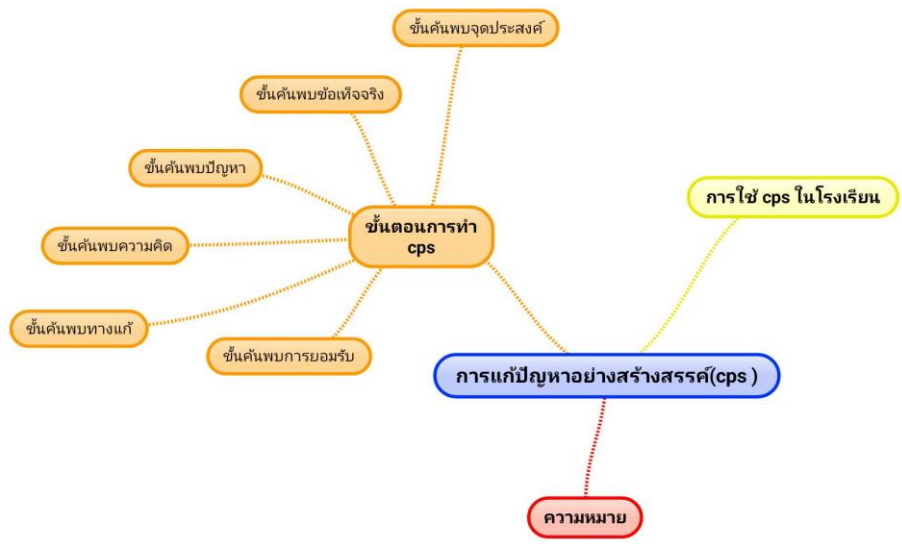 ขั้นค้นพบจุดประสงค์
ขั้นค้นพบข้อเท็จจริง
ขั้นค้นพบปัญหา
การใช้ cps ในโรงเรียน
ขั้นตอนการทำ
cps
ขั้นค้นพบความคิด
ขั้นค้นพบทางแก้
ขั้นค้นพบการยอมรับ
การแก้ปัญหาอย่างสร้างสรรค์(cps )
ความหมาย